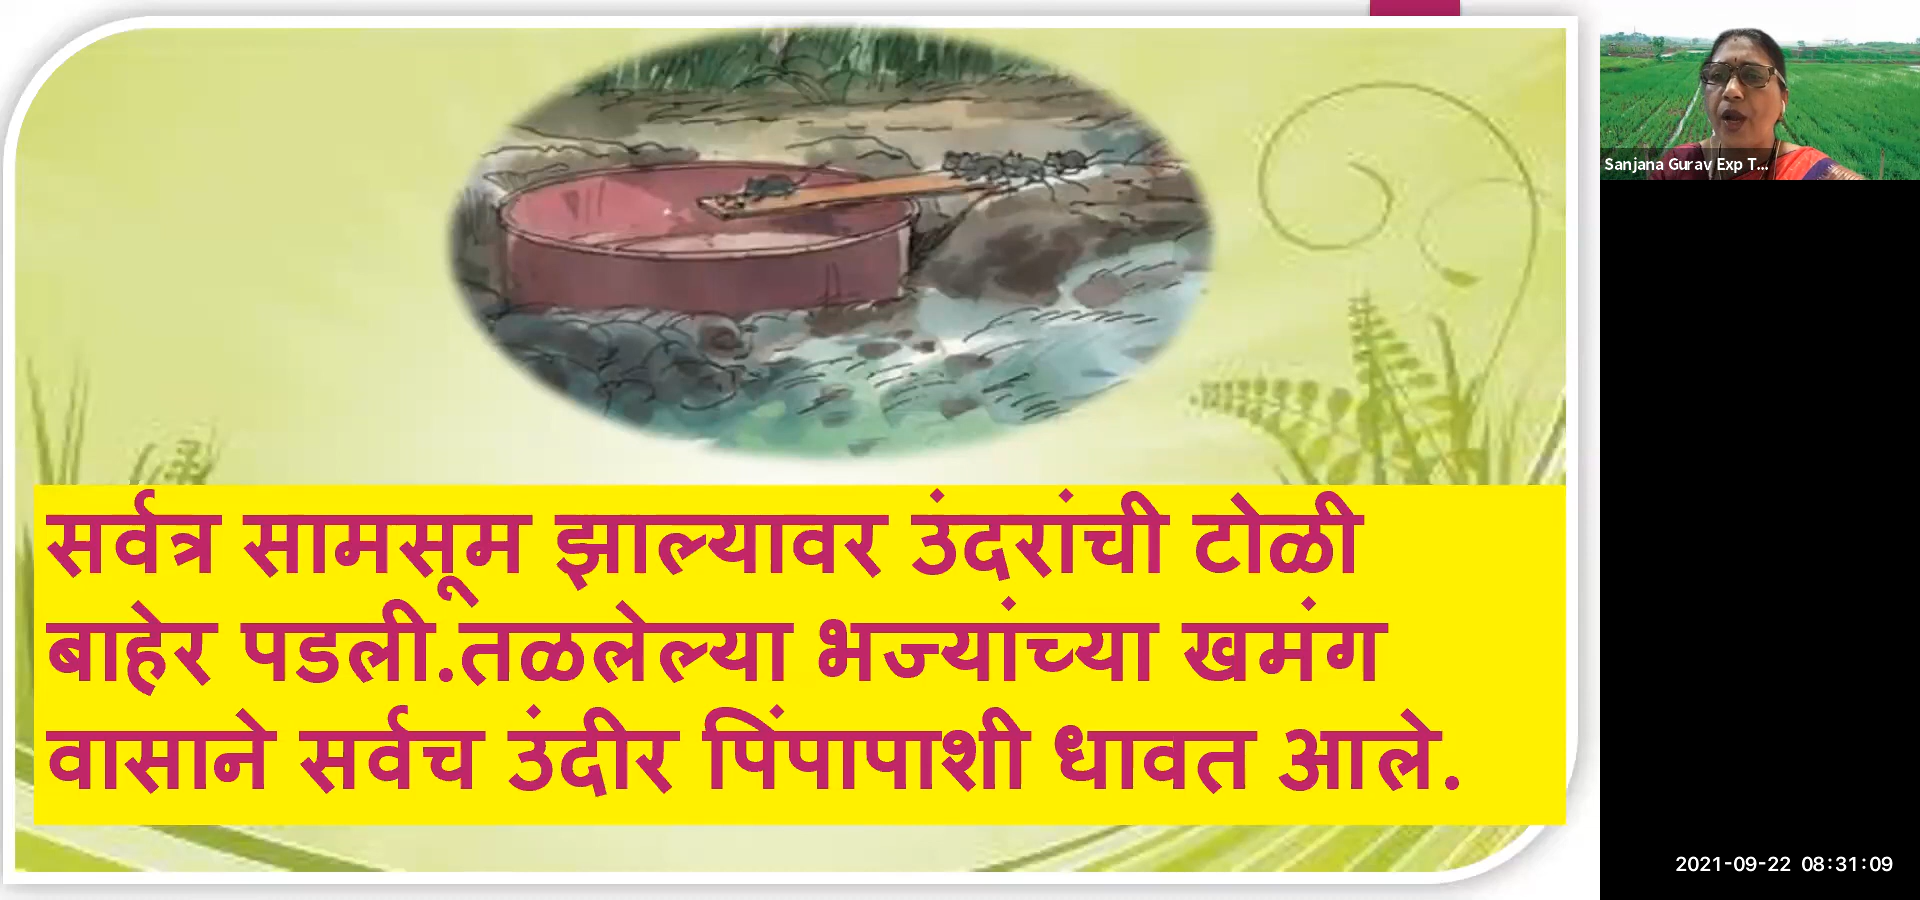 सर्वत्र सामसूम झाल्यावर उंदरांची टोळी
बाहेर पडली.तळलेल्या भज्यांच्या खमंग
वासाने सर्वच उंदीर पिंपापाशी धावत आले.
Sanjana Gurav Exp T...
2021-09-22 08:31:09